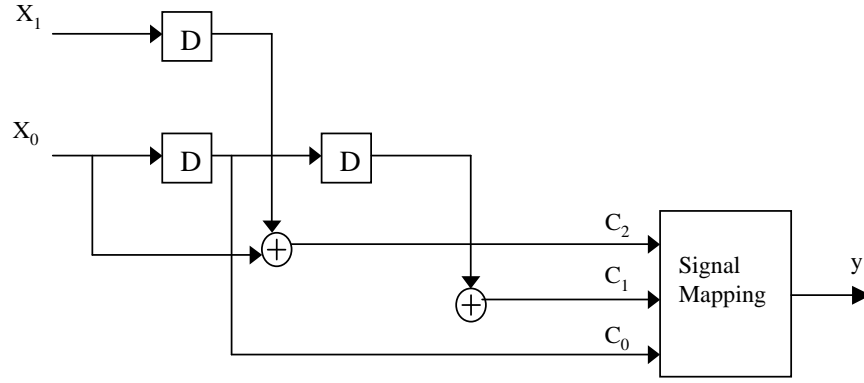 X₁
D
X₀
D
D
C₂
C₁
C₀
Signal
Mapping
y